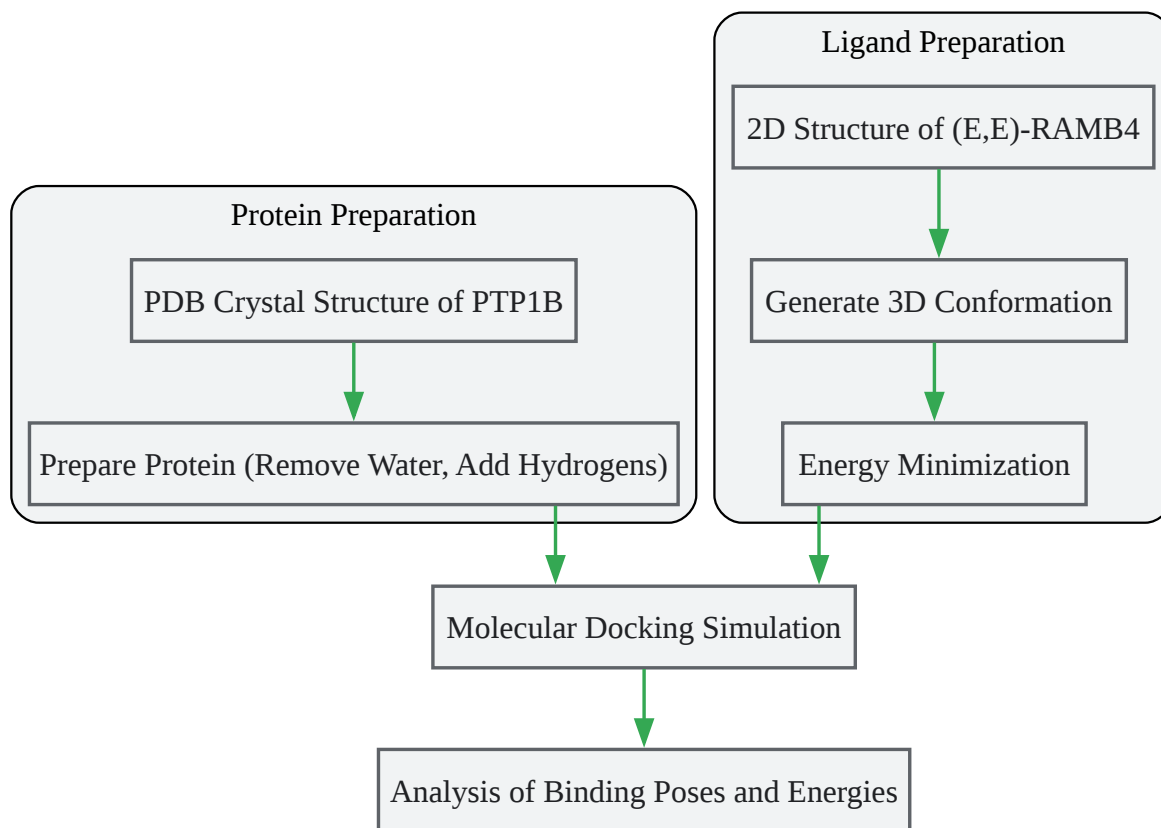 Ligand Preparation
2D Structure of (E,E)-RAMB4
Generate 3D Conformation
Energy Minimization
Protein Preparation
PDB Crystal Structure of PTP1B
Prepare Protein (Remove Water, Add Hydrogens)
Molecular Docking Simulation
Analysis of Binding Poses and Energies